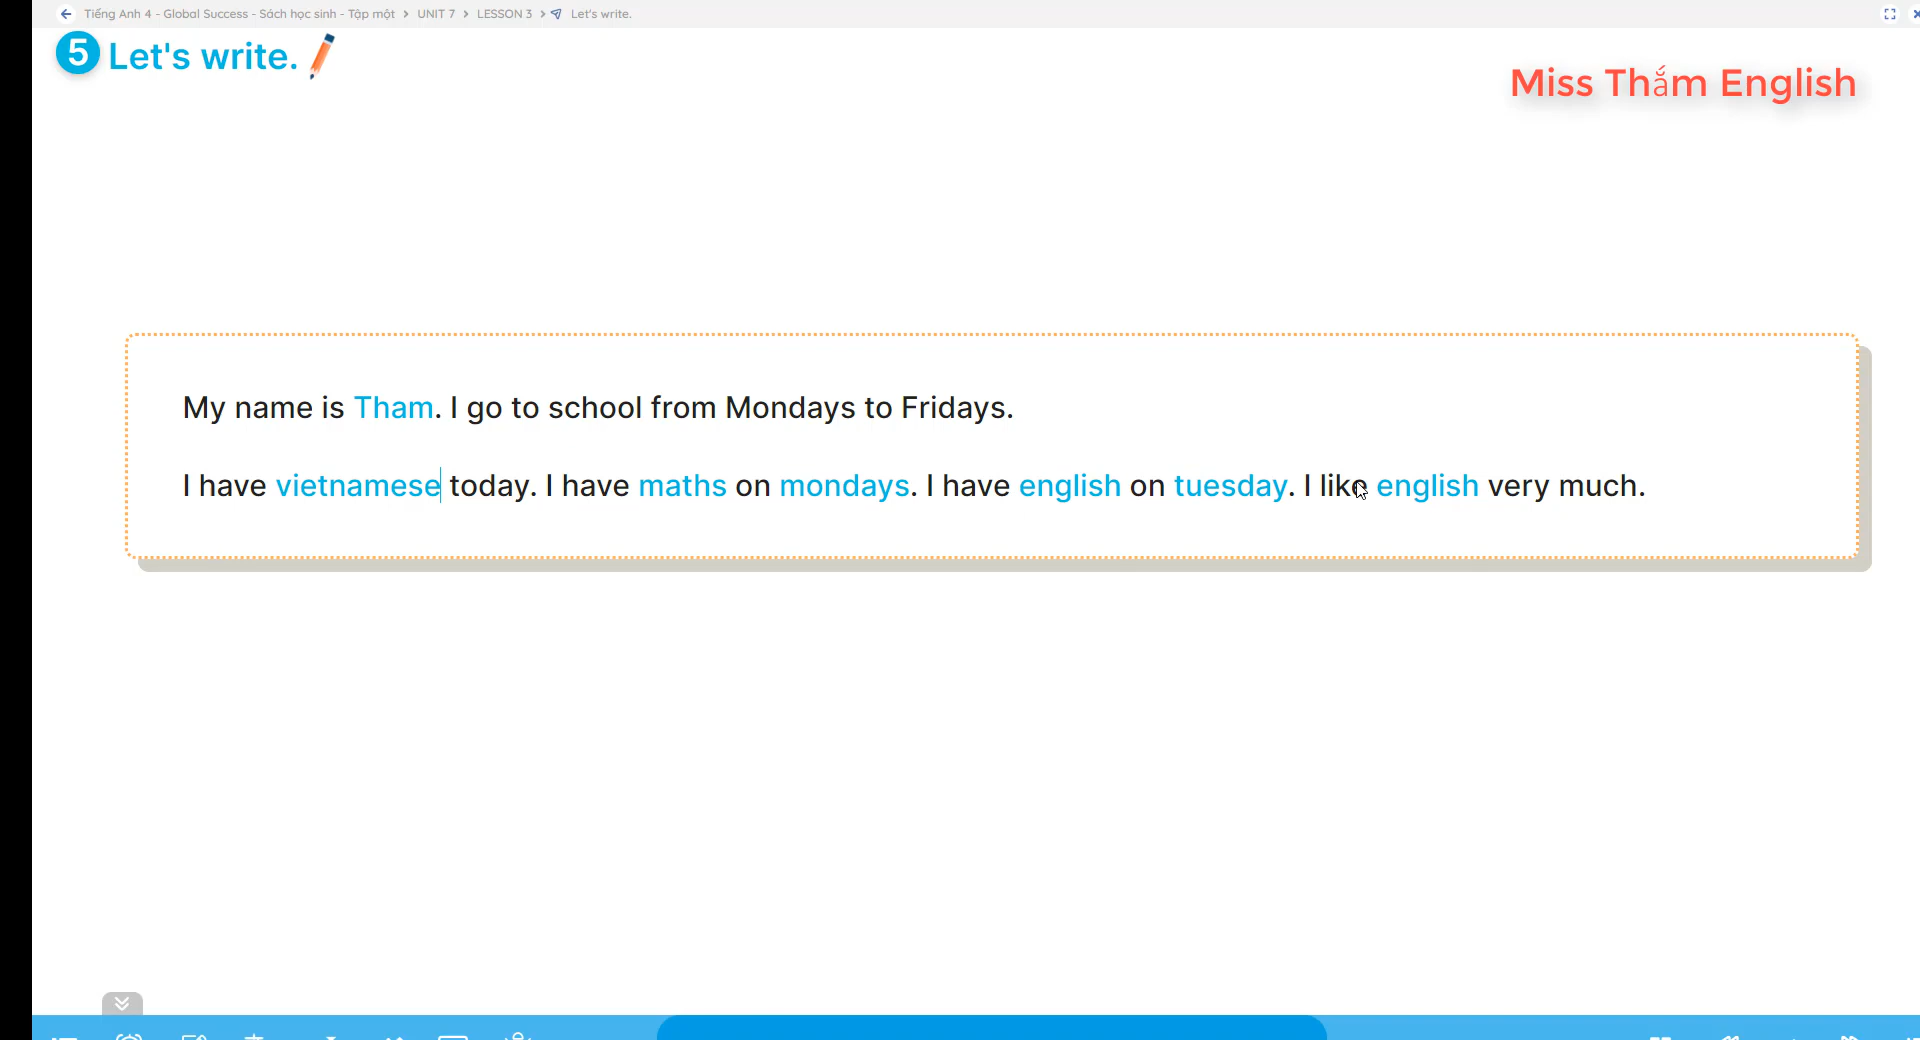 Tiếng Anh 4 - Global Success - Sách học sinh - Tập một > UNIT 7 > LESSON 3 > Let's write.
5 Let's write.
Miss Thắm English
My name is Tham. I go to school from Mondays to Fridays.
I have vietnamese today. I have maths on mondays. I have english on tuesday. I like english very much.